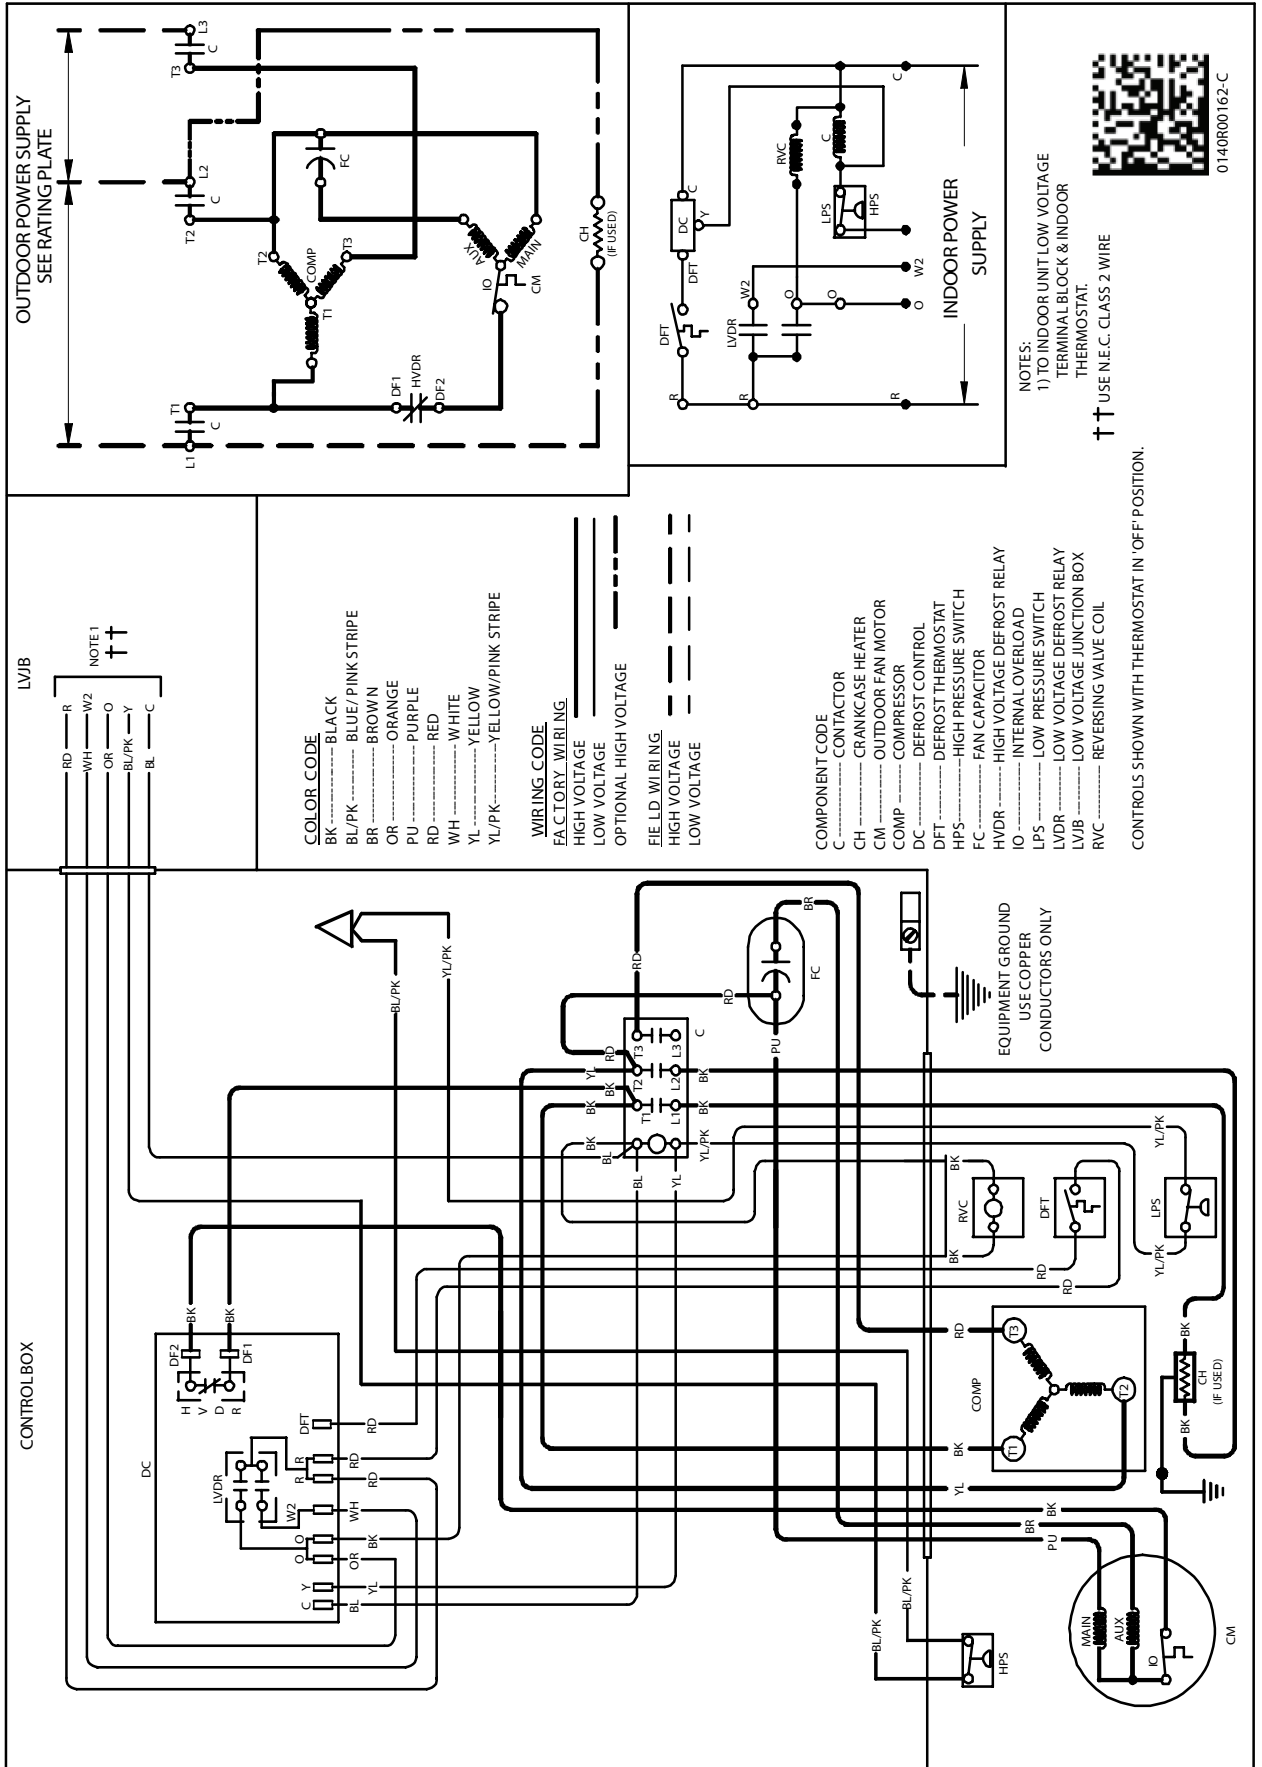 CONTROL BOX
DC
LVDR
H
V
D
R
DF2
DF1
BK
BK
C
Y
O
O
W2
R
R
DFT
BL
YL
OR
BK
WH
RD
RD
RD
LVJB
RD
R
WH
W2
OR
O
BL/PK
Y
BL
C
NOTE 1
††
BL/PK
YL/PK
BL
YL
BL
BK
YL/PK
BK
BK
YL
RD
T1
T2
T3
L1
L2
L3
C
BK
BK
RD
RD
BR
FC
PU
BL/PK
BL/PK
HPS
PU
BR
BK
YL
BK
RD
BK
BK
RVC
RD
RD
DFT
YL/PK
YL/PK
LPS
COMP
T1
T2
T3
BK
BK
CH
(IF USED)
MAIN
AUX
IO
CM
EQUIPMENT GROUND
USE COPPER
CONDUCTORS ONLY
COLOR CODE
BK ---------- BLACK
BL/PK --------- BLUE/ PINK STRIPE
BR ---------- BROWN
OR ---------- ORANGE
PU ---------- PURPLE
RD ---------- RED
WH ---------- WHITE
YL ---------- YELLOW
YL/PK --------- YELLOW/PINK STRIPE
WIRING CODE
FACTORY WIRING
HIGH VOLTAGE
LOW VOLTAGE
OPTIONAL HIGH VOLTAGE
FIELD WIRING
HIGH VOLTAGE
LOW VOLTAGE
COMPONENT CODE
C ---------- CONTACTOR
CH ---------- CRANKCASE HEATER
CM ---------- OUTDOOR FAN MOTOR
COMP ------- COMPRESSOR
DC ---------- DEFROST CONTROL
DFT ---------- DEFROST THERMOSTAT
HPS---------- HIGH PRESSURE SWITCH
FC ---------- FAN CAPACITOR
HVDR ------- HIGH VOLTAGE DEFROST RELAY
IO ---------- INTERNAL OVERLOAD
LPS ---------- LOW PRESSURE SWITCH
LVDR -------- LOW VOLTAGE DEFROST RELAY
LVJB --------- LOW VOLTAGE JUNCTION BOX
RVC ---------- REVERSING VALVE COIL
CONTROLS SHOWN WITH THERMOSTAT IN 'OFF' POSITION.
OUTDOOR POWER SUPPLY
SEE RATING PLATE
L1
C
T1
T2
C
L2
T3
C
L3
T2
COMP
T3
T1
FC
DF1
HVDR
DF2
AUX
MAIN
IO
CM
CH
(IF USED)
R
DFT
DFT
DC
C
Y
LVDR
W2
RVC
O
O
C
LPS
HPS
R
O
W2
C
INDOOR POWER
SUPPLY
NOTES:
1) TO INDOOR UNIT LOW VOLTAGE
TERMINAL BLOCK & INDOOR
THERMOSTAT.
†† USE N.E.C. CLASS 2 WIRE
0140R00162-C